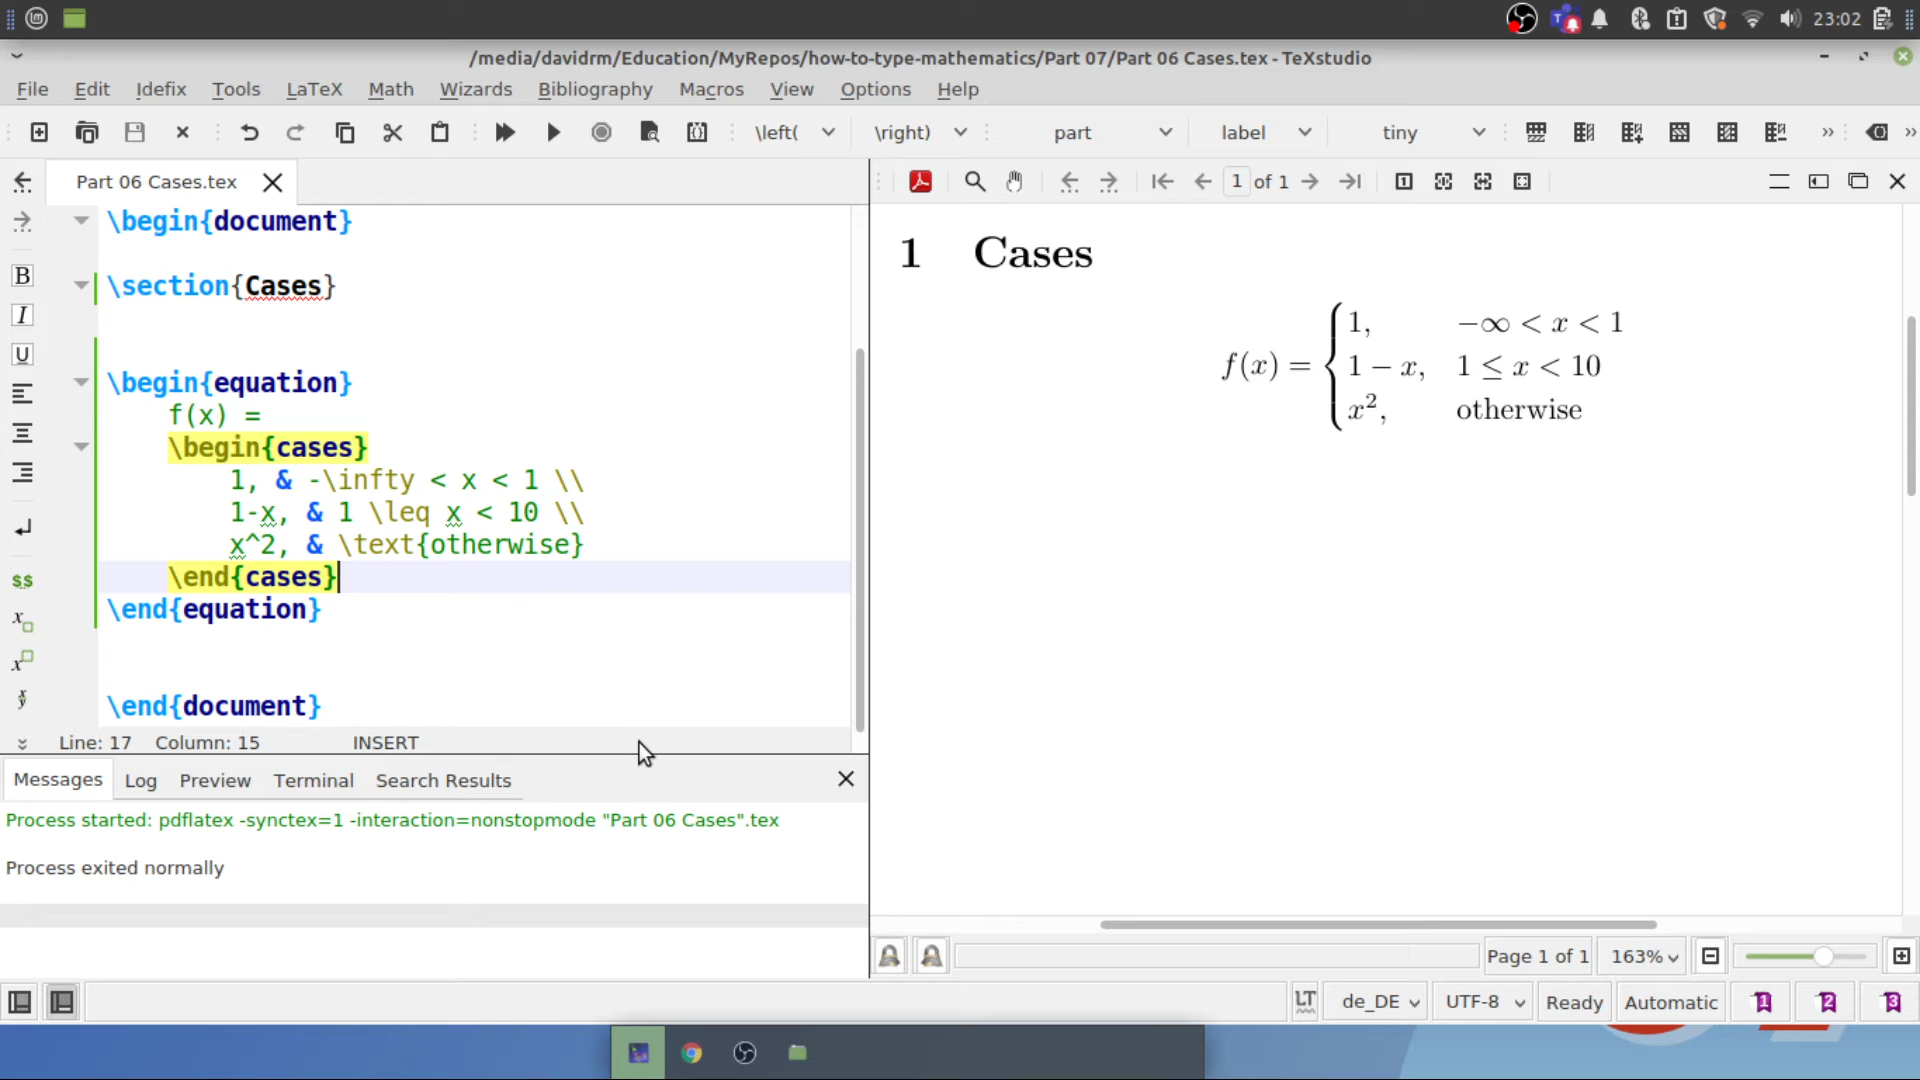 23:02
/media/davidrm/Education/MyRepos/how-to-type-mathematics/Part 07/Part 06 Cases.tex - TeXstudio
File Edit Idefix Tools LaTeX Math Wizards Bibliography Macros View Options Help
\left( \right) part label tiny
Part 06 Cases.tex
1 of 1
\begin{document}
\section{Cases}
\begin{equation}
f(x) =
\begin{cases}
1, & -\infty < x < 1 \\
1-x, & 1 \leq x < 10 \\
x^2, & \text{otherwise}
\end{cases}
\end{equation}
\end{document}
Line: 17 Column: 15 INSERT
1 Cases
f(x) = { 1, −∞ < x < 1
1 − x, 1 ≤ x < 10
x², otherwise
Messages Log Preview Terminal Search Results
Process started: pdflatex -synctex=1 -interaction=nonstopmode "Part 06 Cases".tex
Process exited normally
Page 1 of 1 163%
LT de_DE UTF-8 Ready Automatic 1 2 3